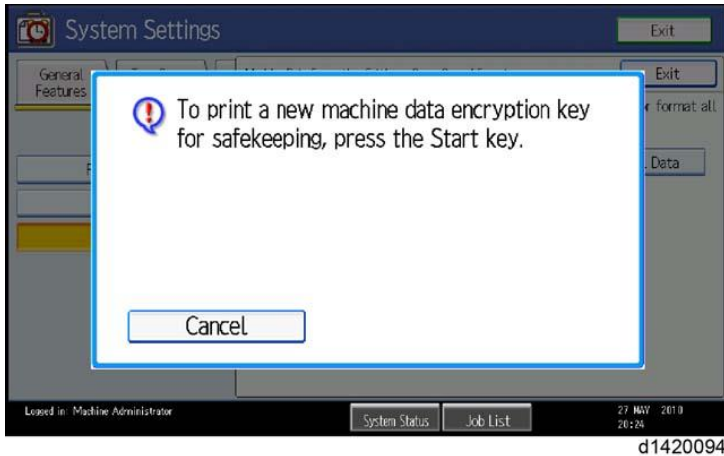 System Settings
Exit
General
Features
Exit
format all
To print a new machine data encryption key
for safekeeping, press the Start key.
Data
Cancel
Logged in: Machine Administrator
System Status
Job List
27 MAY 2010
20:24
d1420094